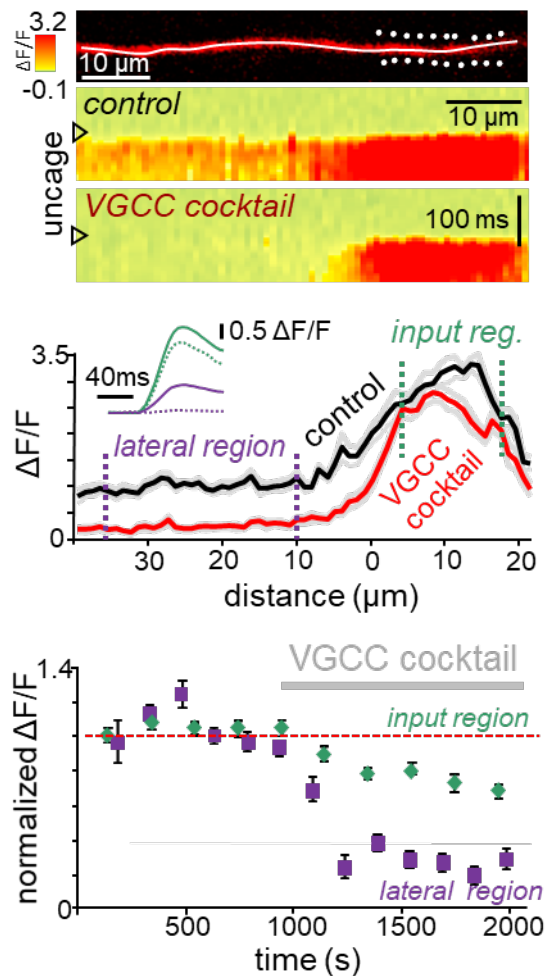 3.2
ΔF/F
-0.1
10 μm
control
10 μm
uncage
VGCC cocktail
100 ms
0.5 ΔF/F
input reg.
40ms
3.5
lateral region
control
VGCC
cocktail
ΔF/F
0
30 20 10 0 10 20
distance (μm)
1.4
VGCC cocktail
input region
normalized ΔF/F
lateral region
0
500 1000 1500 2000
time (s)